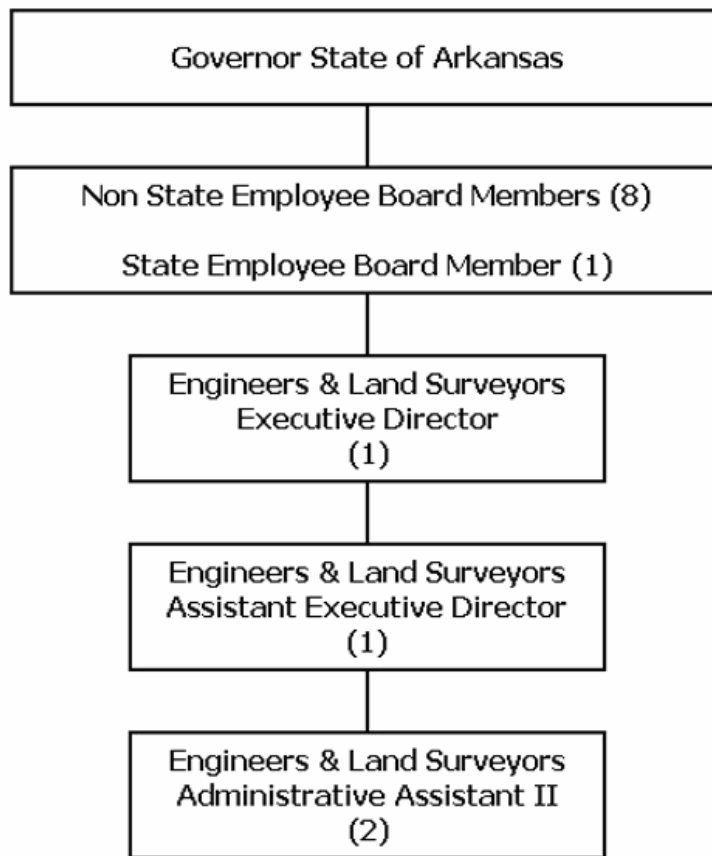 Governor State of Arkansas
Non State Employee Board Members (8)
State Employee Board Member (1)
Engineers & Land Surveyors
Executive Director
(1)
Engineers & Land Surveyors
Assistant Executive Director
(1)
Engineers & Land Surveyors
Administrative Assistant II
(2)